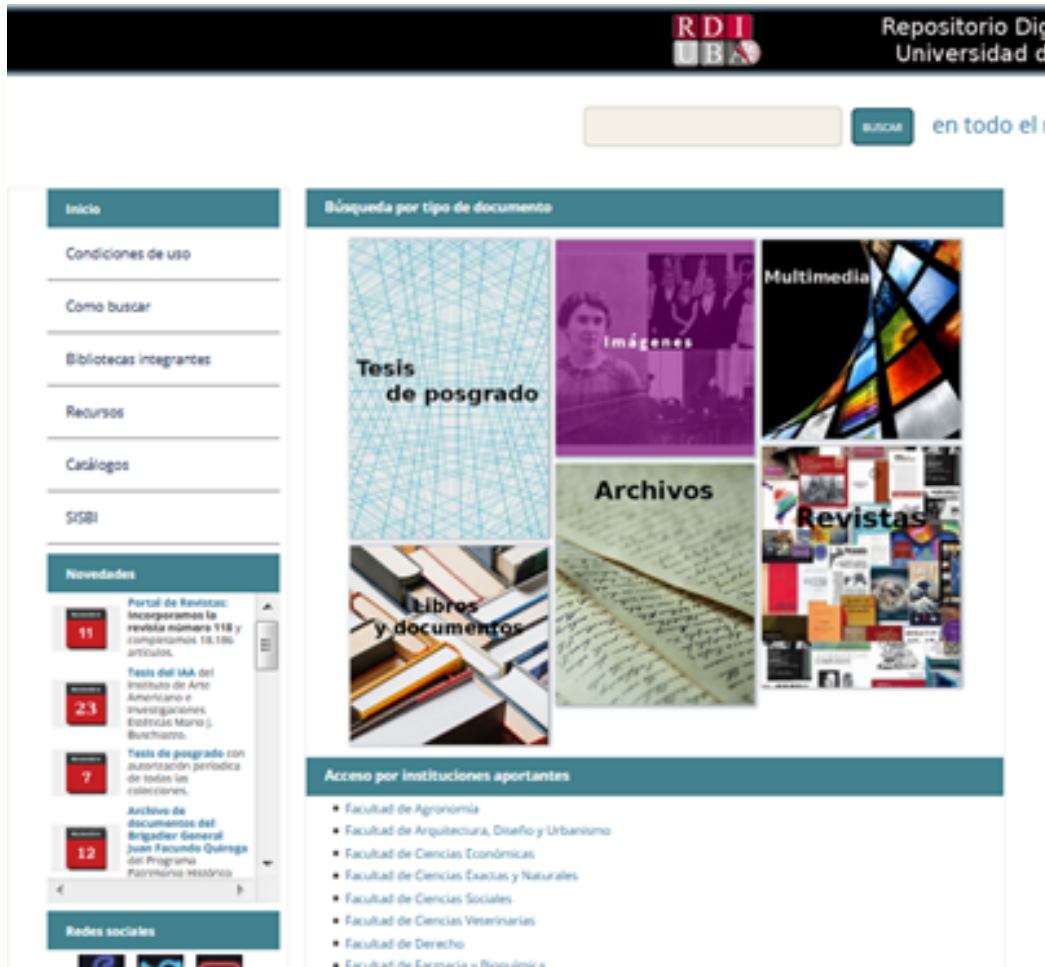 R D I
U B A
Repositorio Dig
Universidad d
BUSCAR
en todo el
Inicio
Condiciones de uso
Como buscar
Bibliotecas integrantes
Recursos
Catálogos
SISBI
Novedades
11
Portal de Revistas:
Incorporamos la
revista número 118 y
completamos 18.186
artículos.
23
Tesis del IAA del
Instituto de Arte
Americano e
Investigaciones
Estéticas Mario J.
Buschiazzo.
7
Tesis de posgrado con
autorización periodica
de todas las
colecciones.
12
Archivo de
documentos del
Brigadier General
Juan Facundo Quiroga
del Programa
Patrimonio Histórico
Redes sociales
Búsqueda por tipo de documento
Tesis
de posgrado
Imágenes
Multimedia
Libros
y documentos
Archivos
Revistas
Acceso por instituciones aportantes
Facultad de Agronomía
Facultad de Arquitectura, Diseño y Urbanismo
Facultad de Ciencias Económicas
Facultad de Ciencias Exactas y Naturales
Facultad de Ciencias Sociales
Facultad de Ciencias Veterinarias
Facultad de Derecho
Facultad de Farmacia y Bioquímica